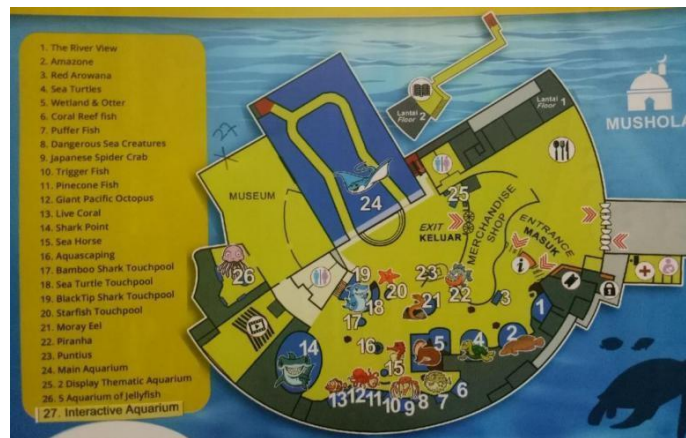 1. The River View
2. Amazone
3. Red Arowana
4. Sea Turtles
5. Wetland & Otter
6. Coral Reef fish
7. Puffer Fish
8. Dangerous Sea Creatures
9. Japanese Spider Crab
10. Trigger Fish
11. Pinecone Fish
12. Giant Pacific Octopus
13. Live Coral
14. Shark Point
15. Sea Horse
16. Aquascaping
17. Bamboo Shark Touchpool
18. Sea Turtle Touchpool
19. BlackTip Shark Touchpool
20. Starfish Touchpool
21. Moray Eel
22. Piranha
23. Puntius
24. Main Aquarium
25. 2 Display Thematic Aquarium
26. 5 Aquarium of Jellyfish
27. Interactive Aquarium
27
Lantai
Floor 2
Lantai
Floor 1
MUSHOLA
MUSEUM
24
25
EXIT
KELUAR
MERCHANDISE
SHOP
ENTRANCE
MASUK
26
19
18
20
23
22
21
3
17
16
15
14
5
4
2
1
13
12
11
10
9
8
7
6